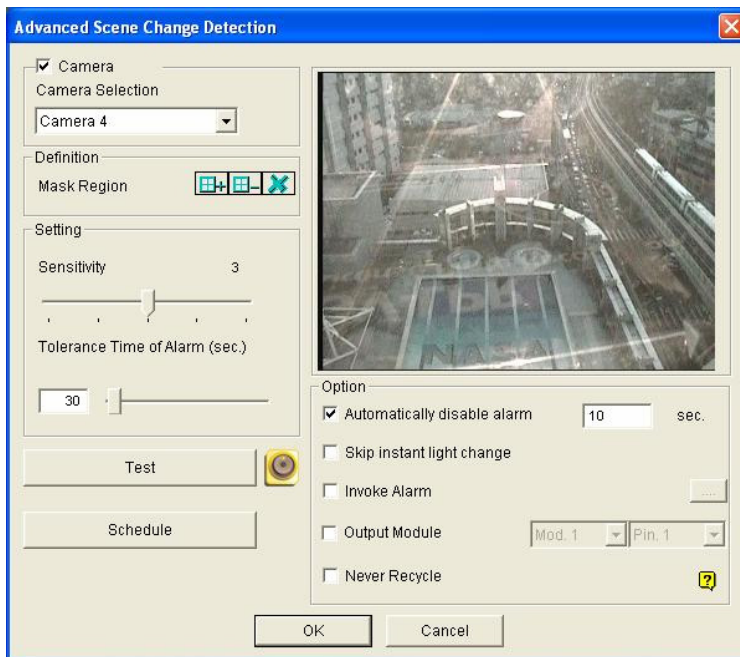 Advanced Scene Change Detection
Camera
Camera Selection
Camera 4
Definition
Mask Region
Setting
Sensitivity 3
Tolerance Time of Alarm (sec.)
30
Test
Schedule
Option
Automatically disable alarm 10 sec.
Skip instant light change
Invoke Alarm ....
Output Module Mod. 1 Pin. 1
Never Recycle
OK Cancel